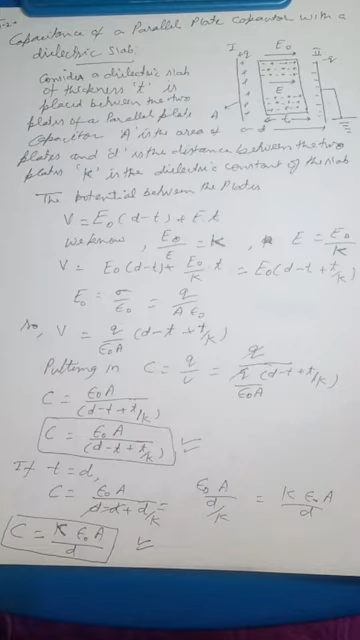 Capacitance of a Parallel Plate Capacitor with a
dielectric Slab:
Consider a dielectric slab
of thickness 't' is
placed between the two
plates of a Parallel plate
Capacitor 'A' is the area of
plates and 'd' is the distance between the two
plates 'K' is the dielectric constant of the slab
I
E₀
II
+q
-q
E
A
t
d
The potential between the Plates
V = E₀(d-t) + E t
we know, E₀/E = K, E = E₀/K
V = E₀(d-t) + E₀/K t = E₀(d-t+t/K)
E₀ = σ/ε₀ = q/Aε₀
So, V = q/ε₀A (d-t+t/K)
Putting in C = q/V = q/(q/ε₀A (d-t+t/K))
C = ε₀A/(d-t+t/K)
C = ε₀A/(d-t+t/K)
If t = d,
C = ε₀A/(d-d+d/K) = ε₀A/(d/K) = Kε₀A/d
C = Kε₀A/d